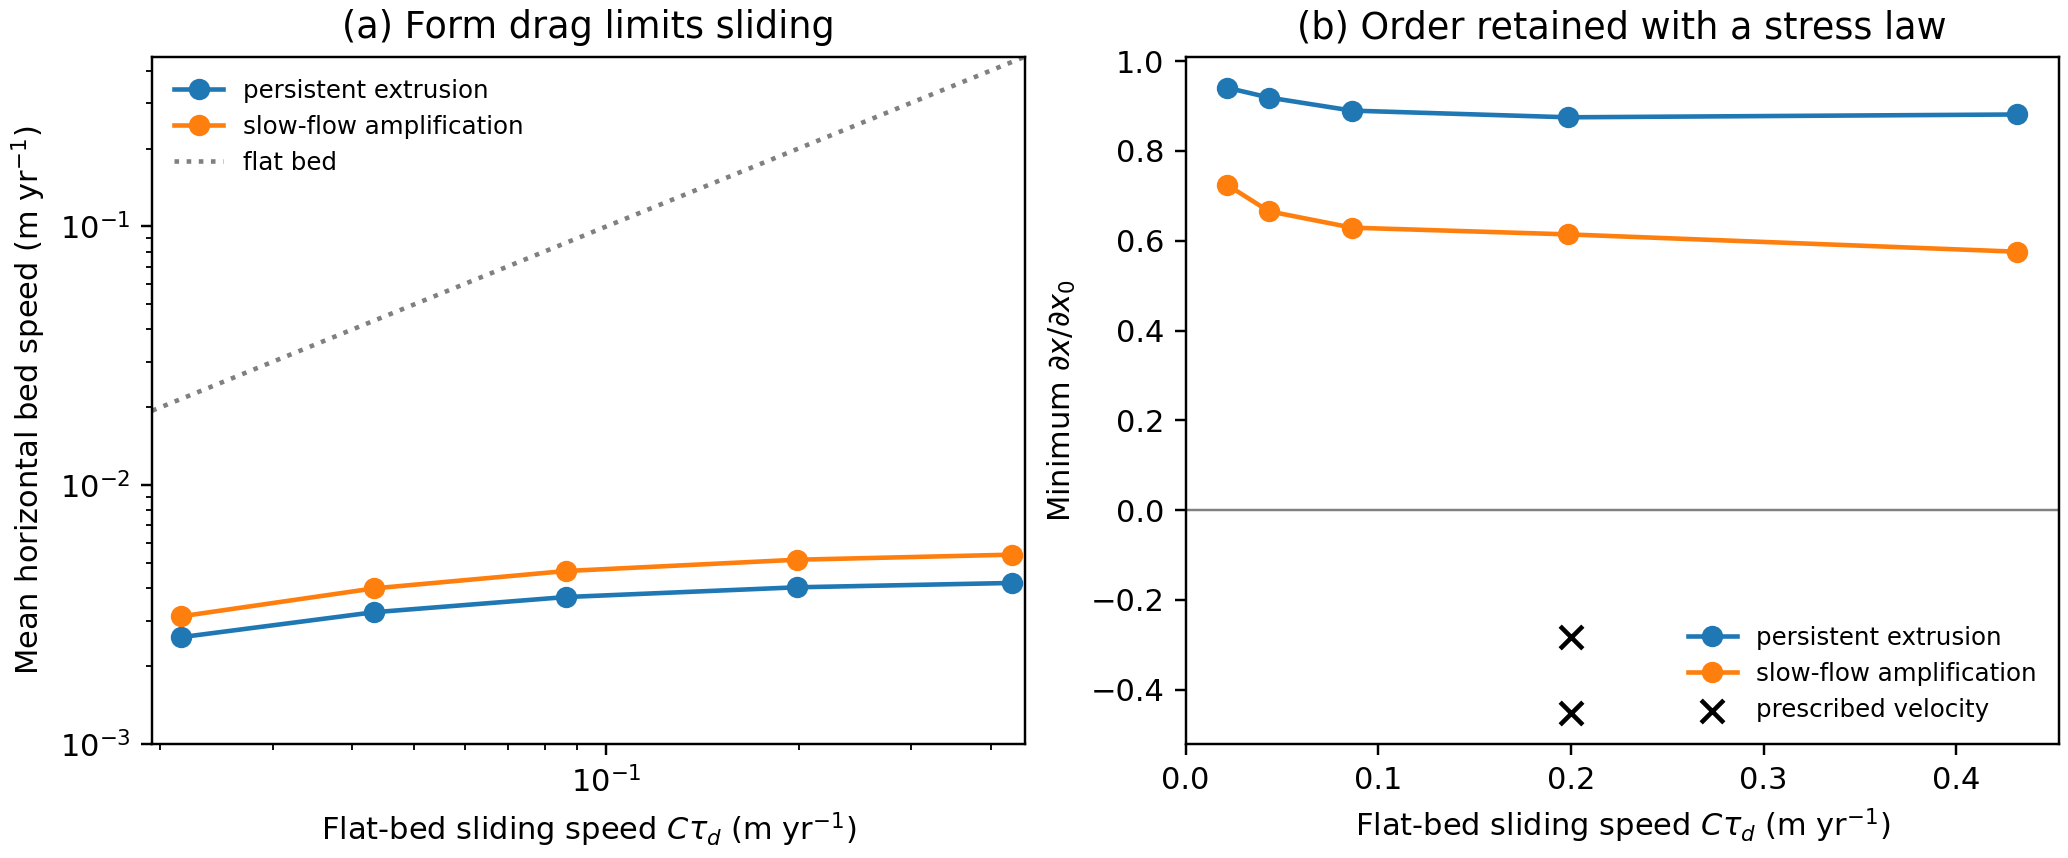 (a) Form drag limits sliding
persistent extrusion
slow-flow amplification
flat bed
Mean horizontal bed speed (m yr⁻¹)
10⁻¹
10⁻²
10⁻³
10⁻¹
Flat-bed sliding speed Cτ_d (m yr⁻¹)
(b) Order retained with a stress law
Minimum ∂x/∂x₀
1.0
0.8
0.6
0.4
0.2
0.0
−0.2
−0.4
persistent extrusion
slow-flow amplification
prescribed velocity
0.0 0.1 0.2 0.3 0.4
Flat-bed sliding speed Cτ_d (m yr⁻¹)